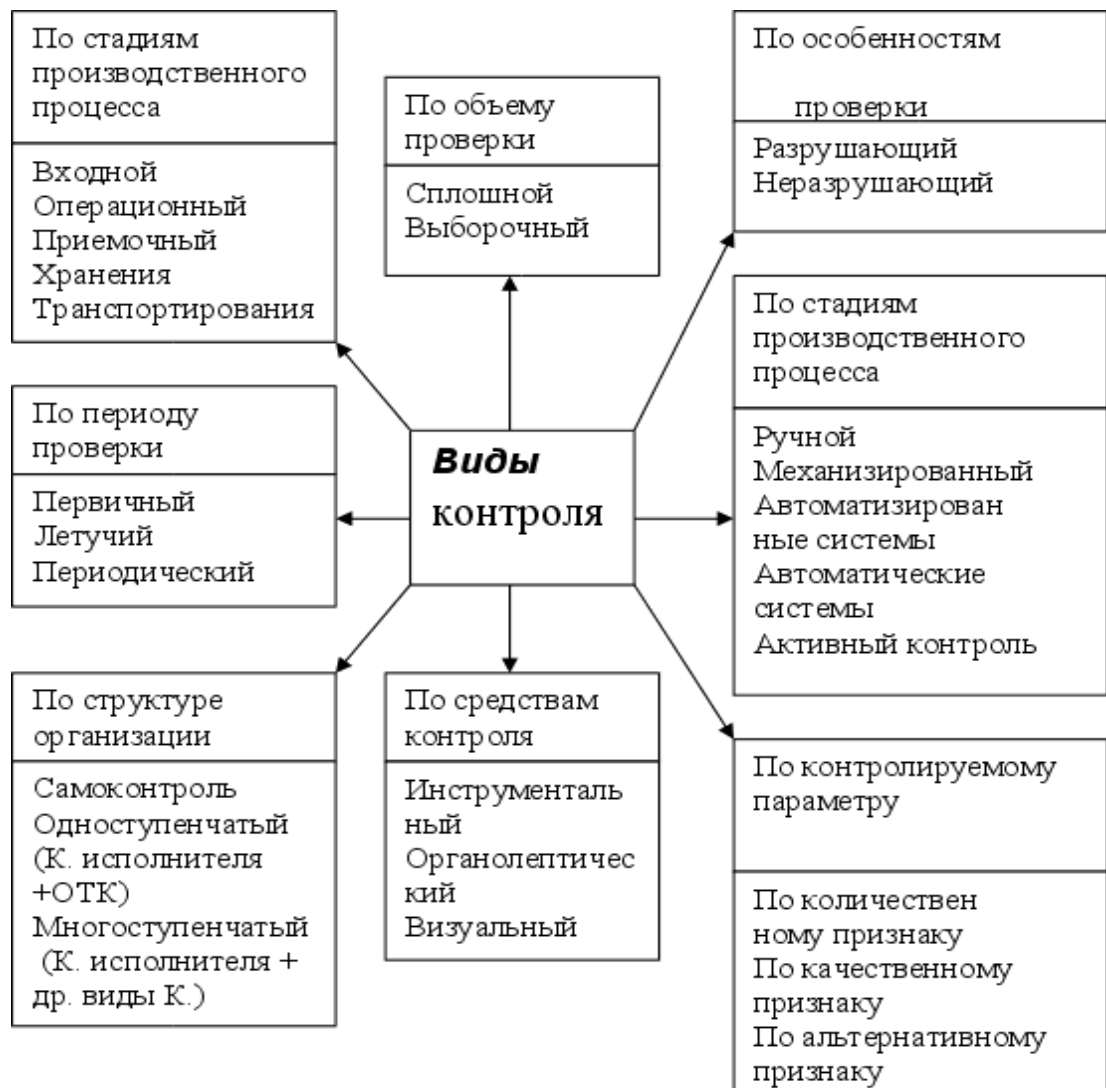 По стадиям
производственного
процесса
Входной
Операционный
Приемочный
Хранения
Транспортирования
По объему
проверки
Сплошной
Выборочный
По особенностям
проверки
Разрушающий
Неразрушающий
По периоду
проверки
Первичный
Летучий
Периодический
Виды
контроля
По стадиям
производственного
процесса
Ручной
Механизированный
Автоматизирован
ные системы
Автоматические
системы
Активный контроль
По структуре
организации
Самоконтроль
Одноступенчатый
(К. исполнителя
+ОТК)
Многоступенчатый
(К. исполнителя +
др. виды К.)
По средствам
контроля
Инструменталь
ный
Органолептичес
кий
Визуальный
По контролируемому
параметру
По количествен
ному признаку
По качественному
признаку
По альтернативному
признаку